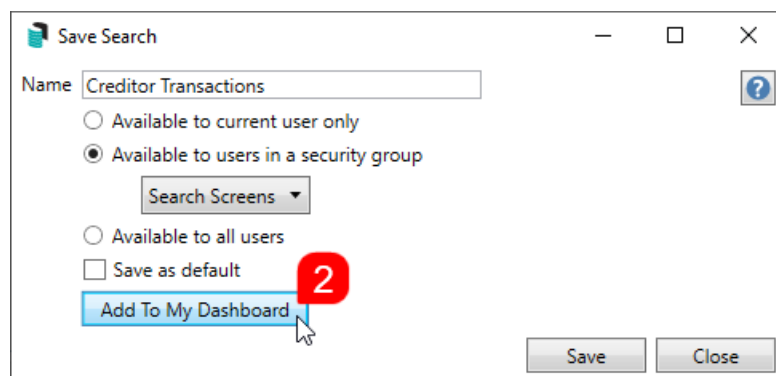 Save Search
Name Creditor Transactions
?
Available to current user only
Available to users in a security group
Search Screens
Available to all users
Save as default
2
Add To My Dashboard
Save Close